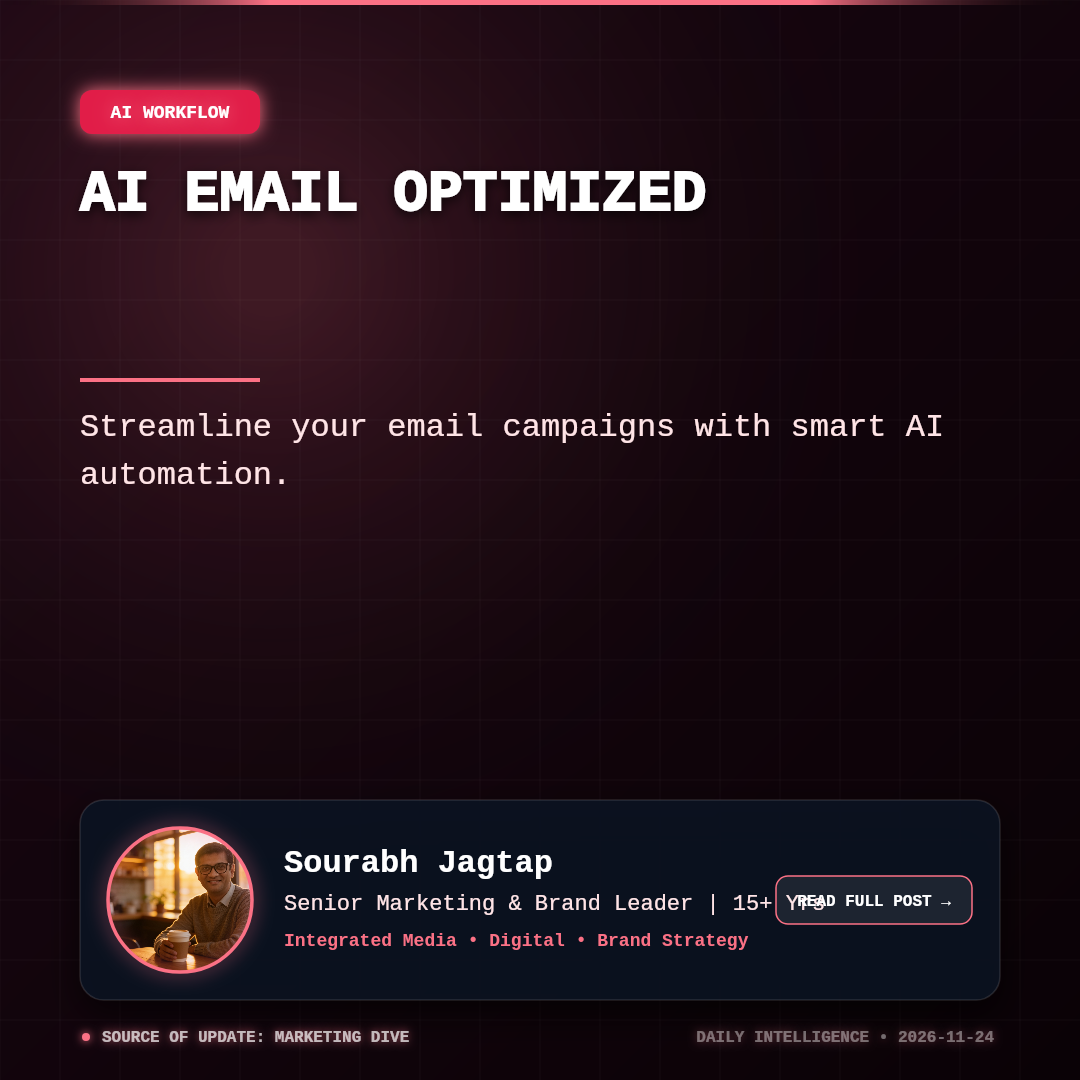 AI WORKFLOW
AI EMAIL OPTIMIZED
Streamline your email campaigns with smart AI
automation.
Sourabh Jagtap
Senior Marketing & Brand Leader | 15+ Yrs
READ FULL POST →
Integrated Media • Digital • Brand Strategy
SOURCE OF UPDATE: MARKETING DIVE
DAILY INTELLIGENCE • 2026-11-24